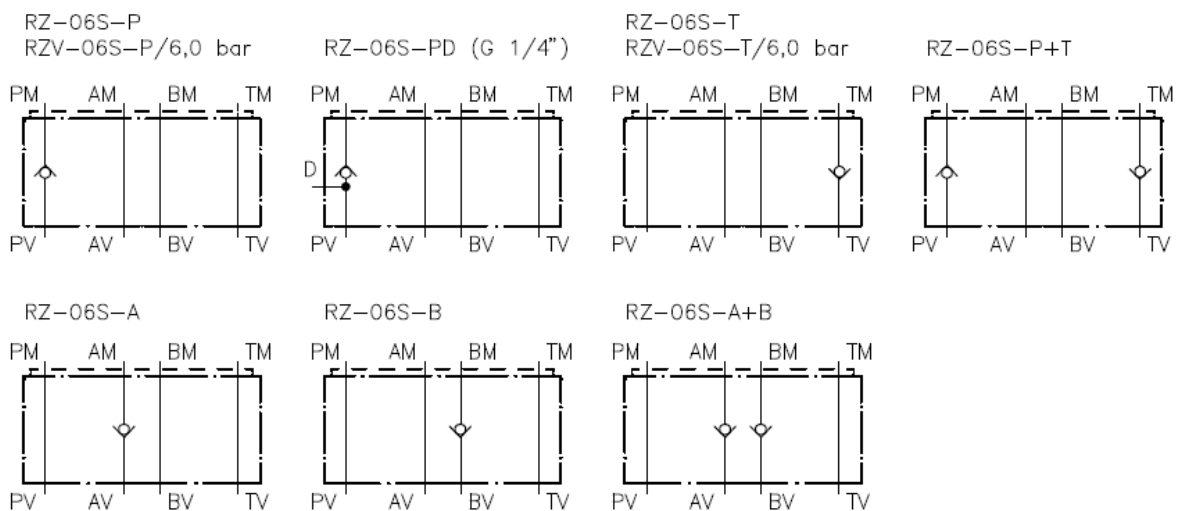 RZ-06S-P
RZV-06S-P/6,0 bar
PM AM BM TM
PV AV BV TV
RZ-06S-PD (G 1/4")
PM AM BM TM
D
PV AV BV TV
RZ-06S-T
RZV-06S-T/6,0 bar
PM AM BM TM
PV AV BV TV
RZ-06S-P+T
PM AM BM TM
PV AV BV TV
RZ-06S-A
PM AM BM TM
PV AV BV TV
RZ-06S-B
PM AM BM TM
PV AV BV TV
RZ-06S-A+B
PM AM BM TM
PV AV BV TV